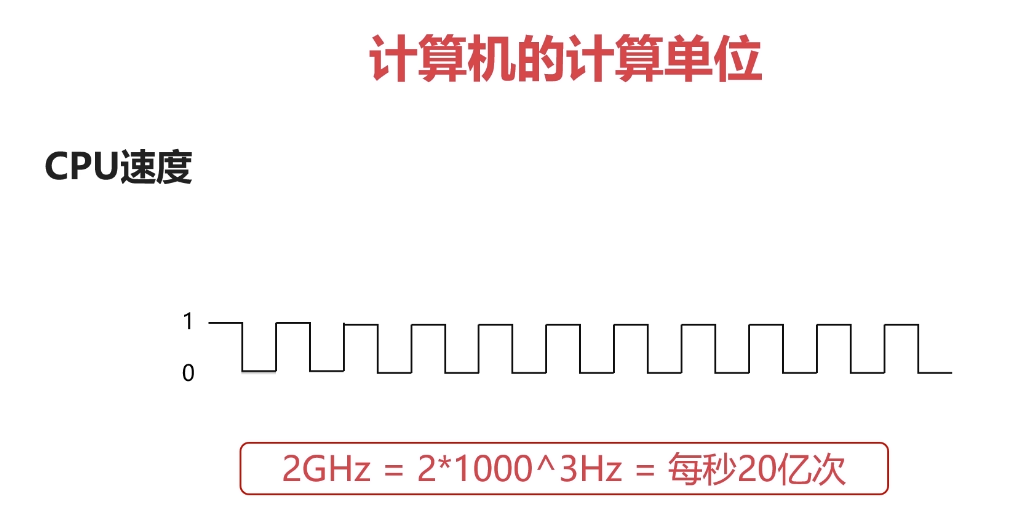 计算机的计算单位
CPU速度
1
0
2GHz = 2*1000^3Hz = 每秒20亿次